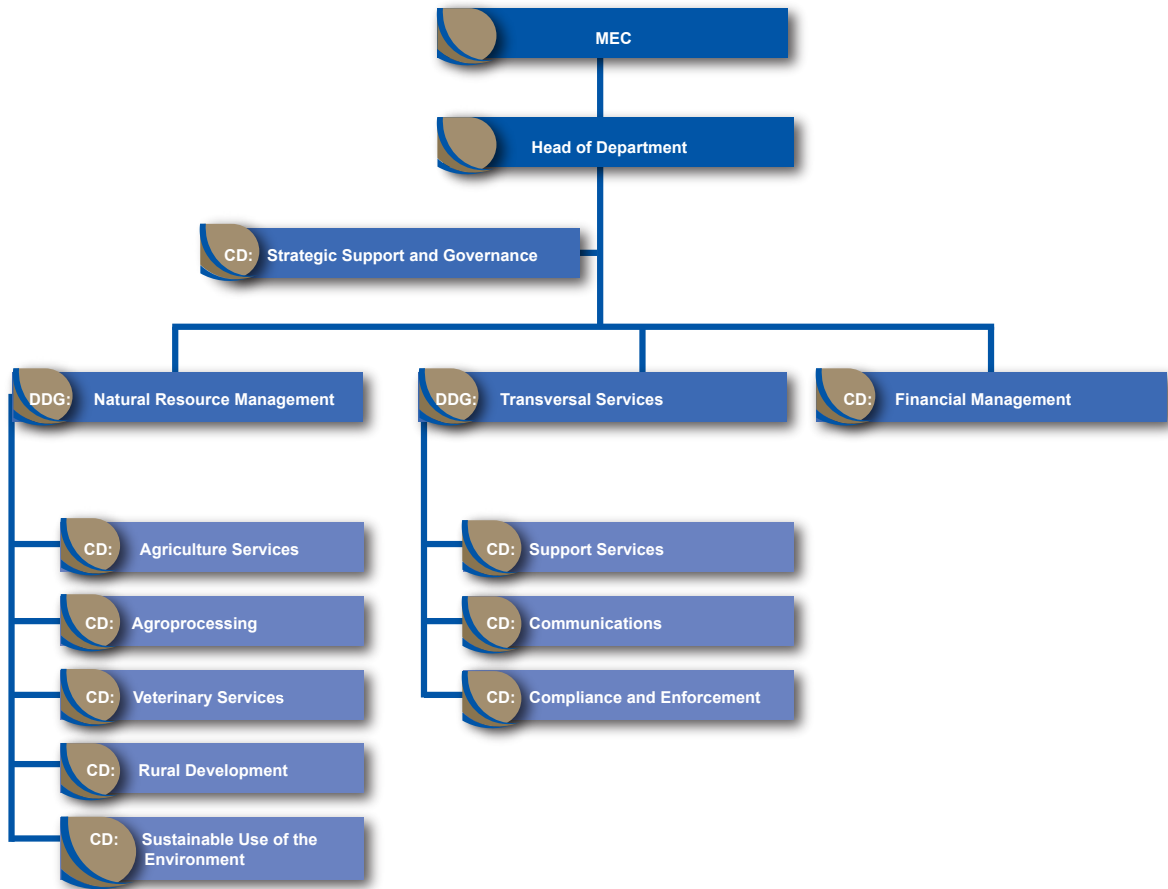 MEC
Head of Department
CD: Strategic Support and Governance
DDG: Natural Resource Management
DDG: Transversal Services
CD: Financial Management
CD: Agriculture Services
CD: Support Services
CD: Agroprocessing
CD: Communications
CD: Veterinary Services
CD: Compliance and Enforcement
CD: Rural Development
CD: Sustainable Use of the
Environment